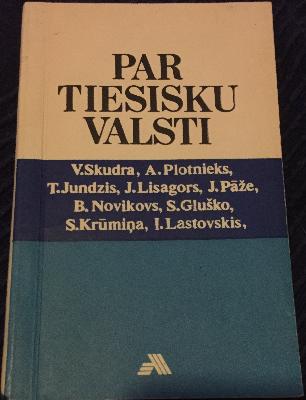 PAR
TIESISKU
VALSTI
V.Skudra, A.Plotnieks,
T.Jundzis, J.Lisagors, J.Pāže,
B.Novikovs, S.Gluško,
S.Krūmiņa, Ļ.Lastovskis,